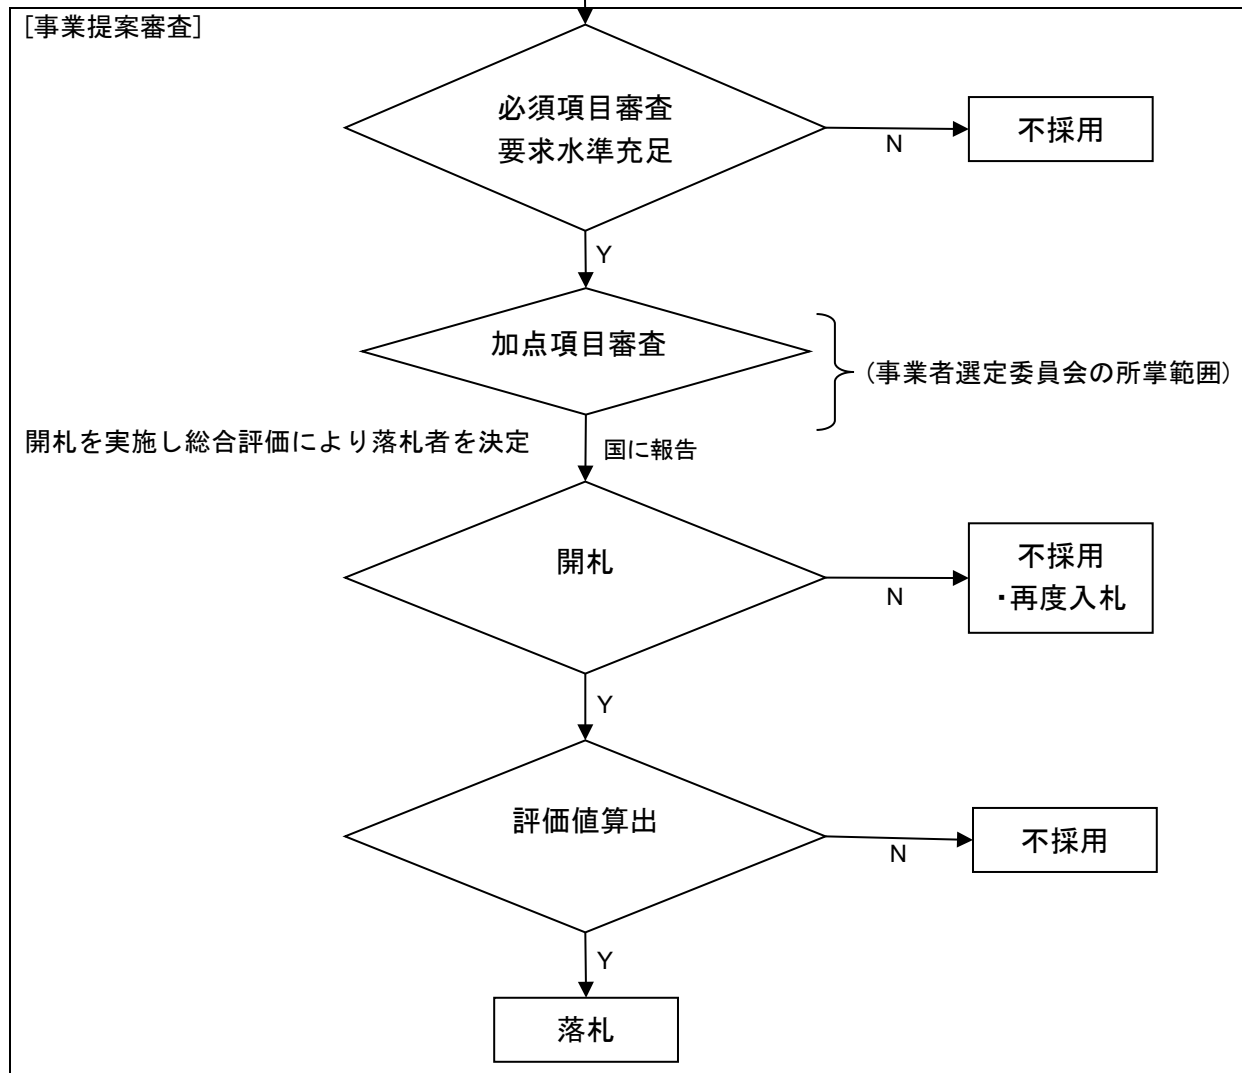 [事業提案審査]
必須項目審査
要求水準充足
N
不採用
Y
加点項目審査
(事業者選定委員会の所掌範囲)
開札を実施し総合評価により落札者を決定
国に報告
開札
N
不採用
・再度入札
Y
評価値算出
N
不採用
Y
落札